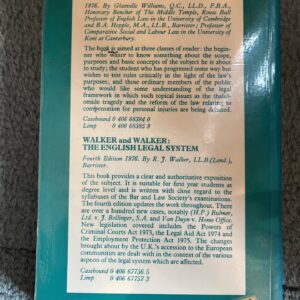 1976. By Glanville Williams, Q.C., LL.D., F.B.A.,
Honorary Bencher of The Middle Temple, Rouse Ball
Professor of English Law in the University of Cambridge
and B.A. Hepple, M.A., LL.B., Barrister; Professor of
Comparative Social and Labour Law in the University of
Kent at Canterbury.
The book is aimed at three classes of reader: the begin-
ner who wants to know something about the scope,
purposes and basic concepts of the subject he is about
to study; the student who has progressed some way but
wishes to test rules critically in the light of the law's
purposes; and those ordinary members of the public
who would like some understanding of the legal
framework in which such topical issues as the thalid-
omide tragedy and the reform of the law relating to
compensation for personal injuries are being debated.
Casebound 0 406 68384 0
Limp 0 406 68385 9
WALKER and WALKER:
THE ENGLISH LEGAL SYSTEM
Fourth Edition 1976. By R. J. Walker, LL.B.(Lond.),
Barrister.
This book provides a clear and authoritative exposition
of the subject. It is suitable for first year students at
degree level and is written with close regard to the
syllabuses of the Bar and Law Society's examinations.
The fourth edition updates the work throughout. There
are over a hundred new cases, notably (H.P.) Bulmer,
Ltd. v. J. Bollinger, S.A. and Van Duyn v. Home Office.
New legislation covered includes the Powers of
Criminal Courts Act 1973, the Legal Aid Act 1974 and
the Employment Protection Act 1975. The changes
brought about by the U.K.'s accession to the European
communities are dealt with in the context of the various
aspects of the legal system which are affected.
Casebound 0 406 67756 5
Limp 0 406 67757 3